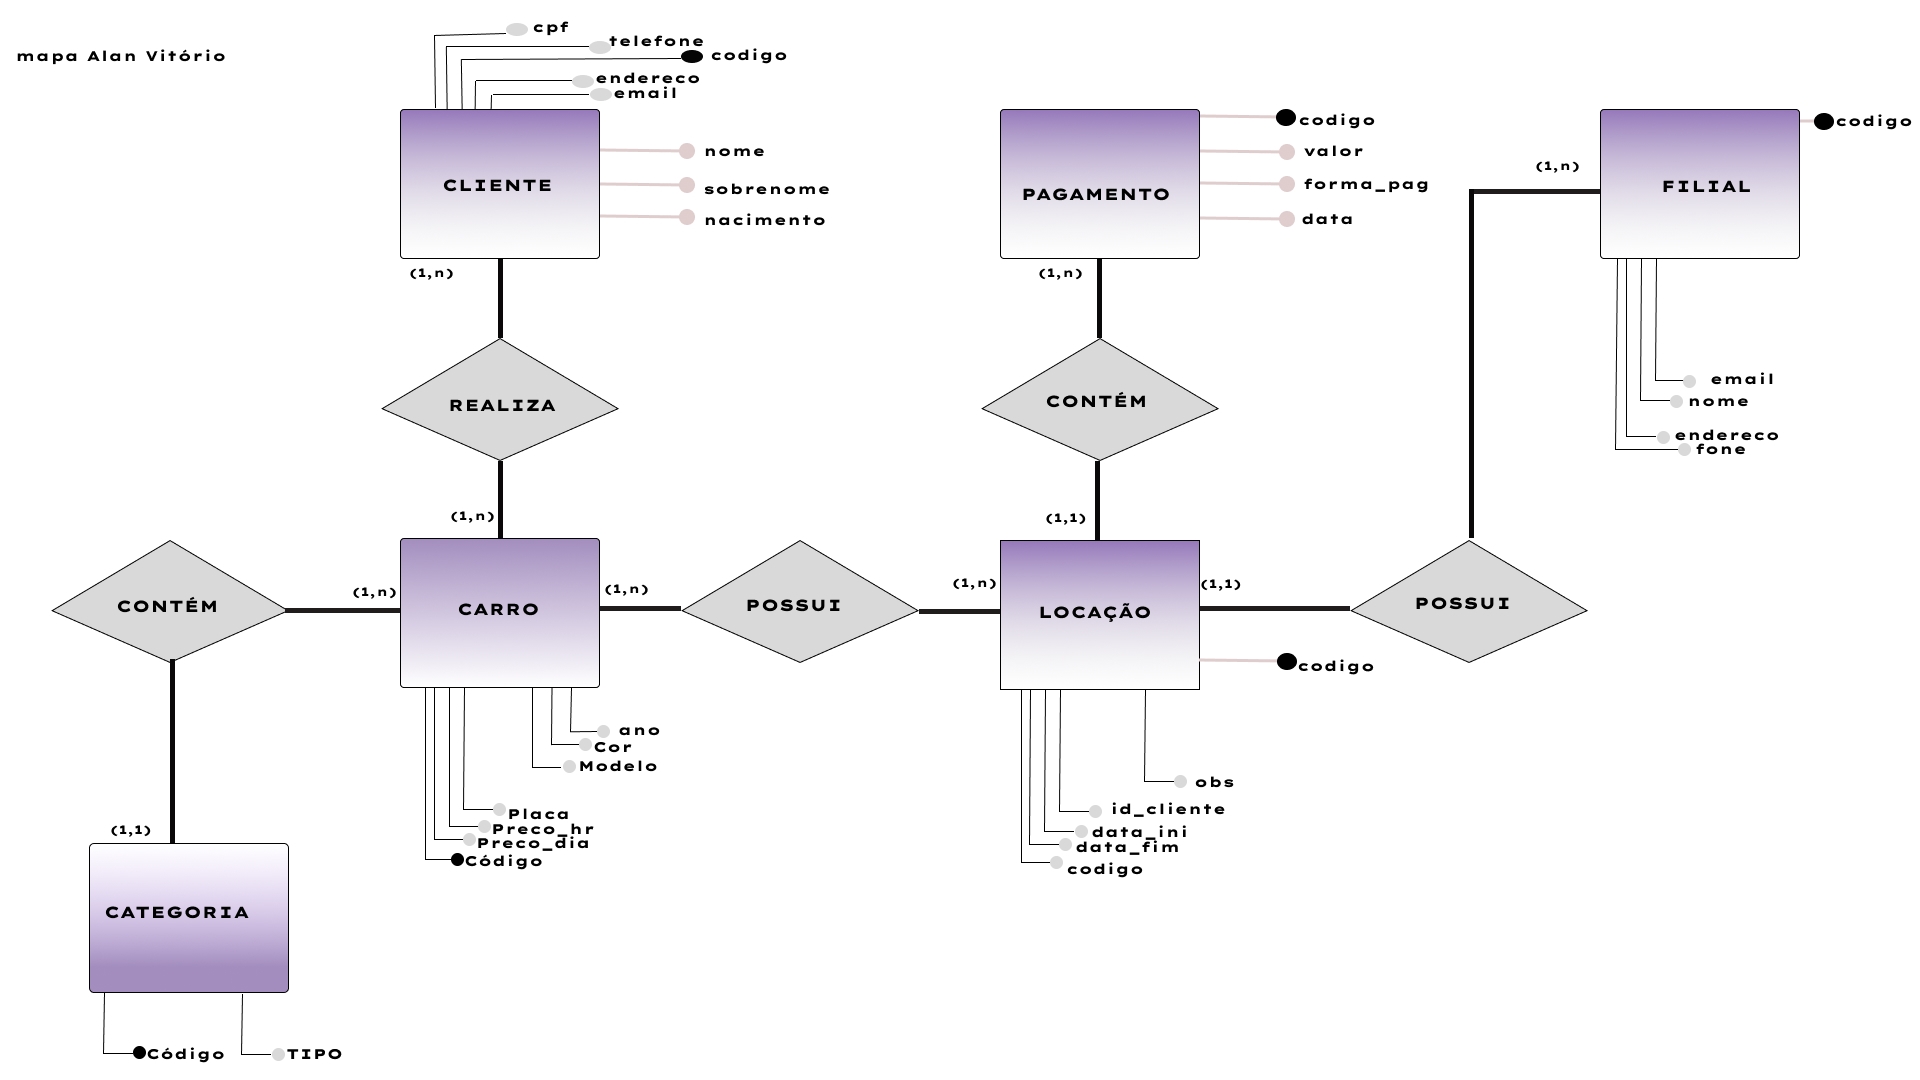 mapa Alan Vitório
cpf
telefone
codigo
endereco
email
CLIENTE
nome
sobrenome
nacimento
(1,n)
REALIZA
(1,n)
PAGAMENTO
codigo
valor
forma_pag
data
(1,n)
CONTÉM
(1,1)
FILIAL
codigo
(1,n)
email
nome
endereco
fone
CONTÉM
(1,n)
CARRO
(1,n)
POSSUI
(1,n)
LOCAÇÃO
(1,1)
POSSUI
codigo
ano
Cor
Modelo
Placa
Preco_hr
Preco_dia
Código
obs
id_cliente
data_ini
data_fim
codigo
(1,1)
CATEGORIA
Código
TIPO